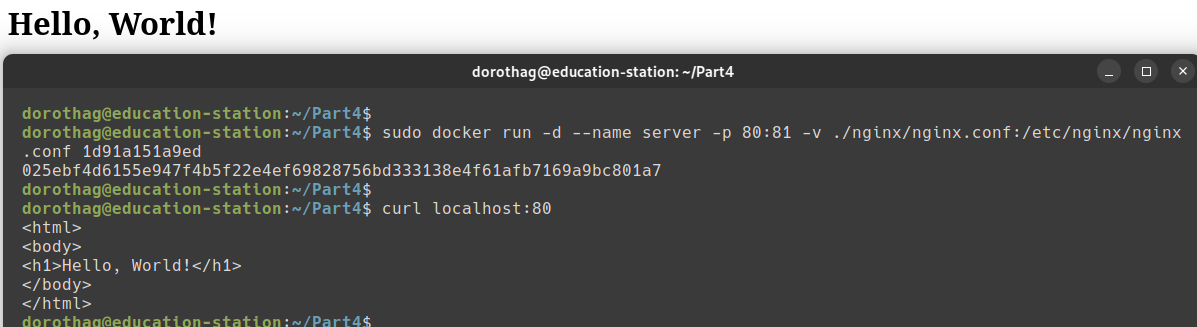 Hello, World!
dorothag@education-station: ~/Part4
dorothag@education-station:~/Part4$
dorothag@education-station:~/Part4$ sudo docker run -d --name server -p 80:81 -v ./nginx/nginx.conf:/etc/nginx/nginx
.conf 1d91a151a9ed
025ebf4d6155e947f4b5f22e4ef69828756bd333138e4f61afb7169a9bc801a7
dorothag@education-station:~/Part4$
dorothag@education-station:~/Part4$ curl localhost:80
<html>
<body>
<h1>Hello, World!</h1>
</body>
</html>
dorothag@education-station:~/Part4$